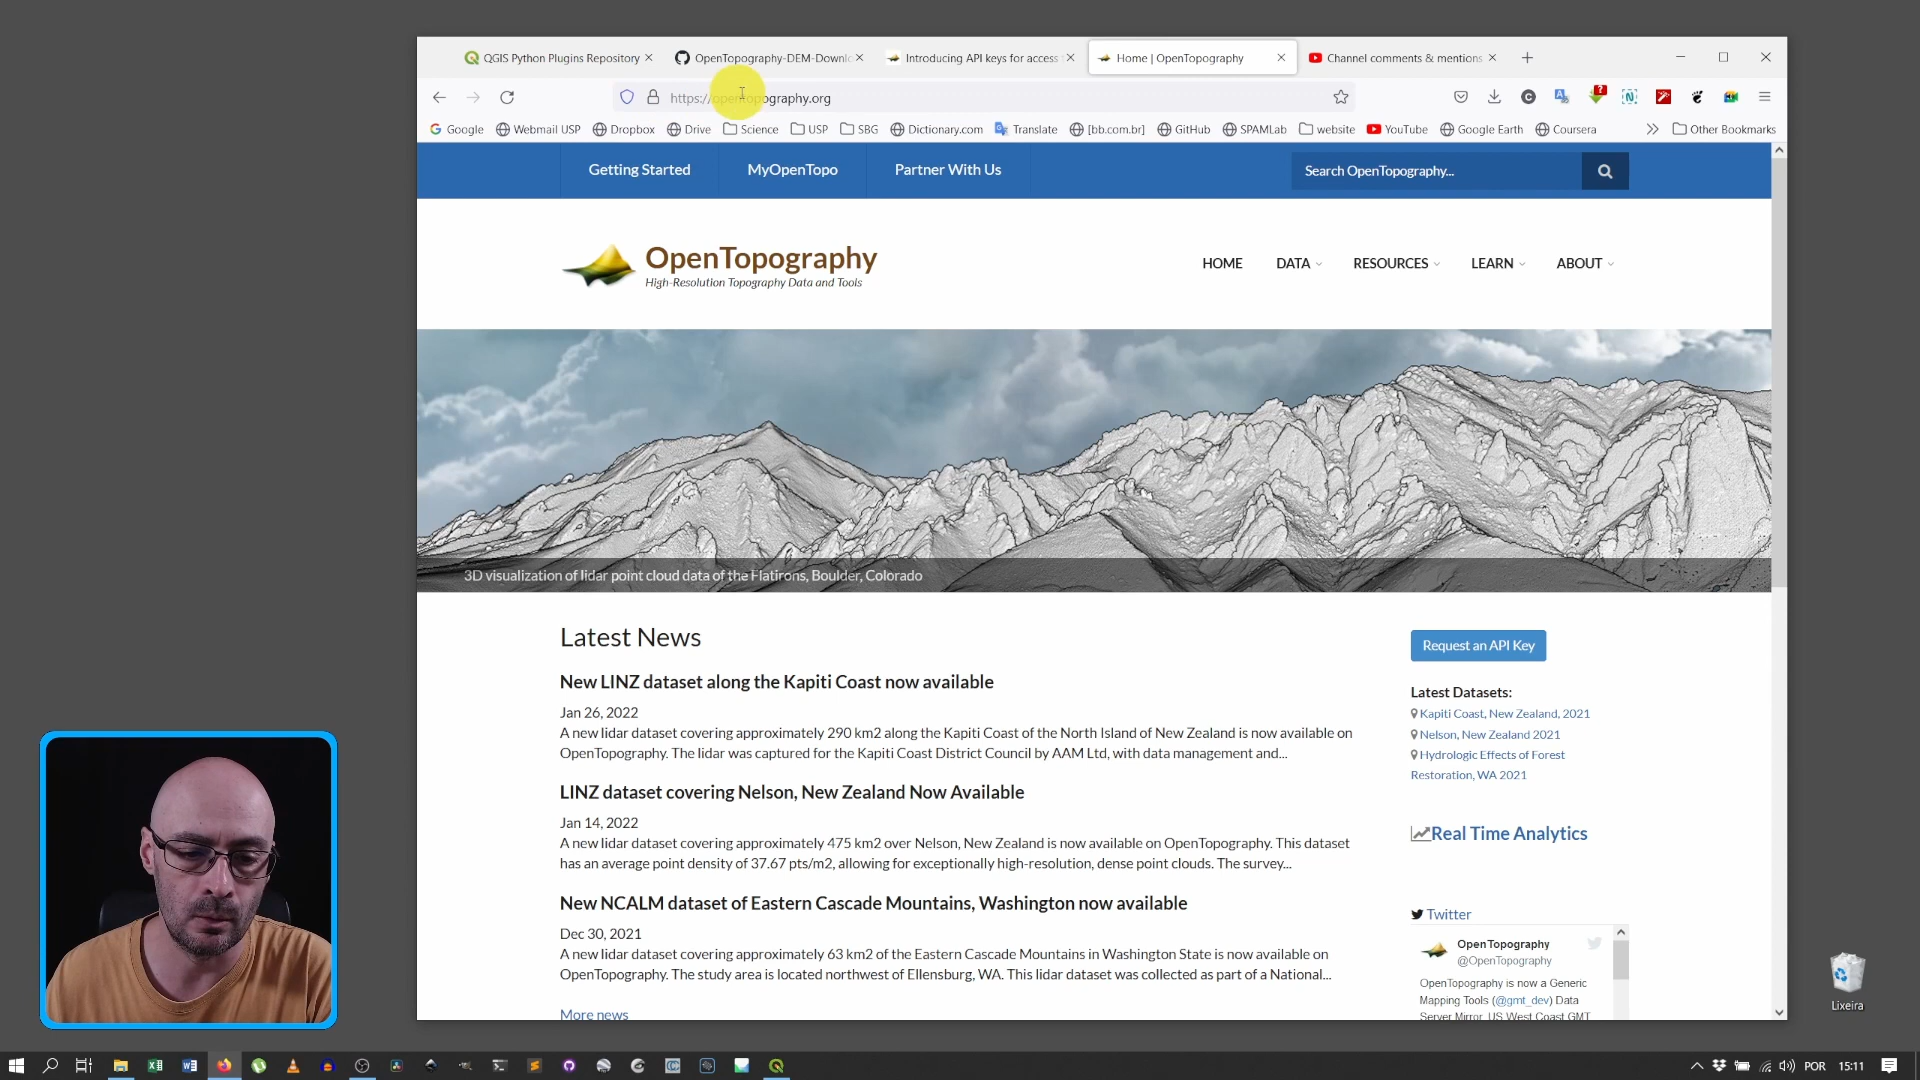 QGIS Python Plugins Repository
OpenTopography-DEM-Downlo
Introducing API keys for access
Home | OpenTopography
Channel comments & mentions
https://opentopography.org
Google
Webmail USP
Dropbox
Drive
Science
USP
SBG
Dictionary.com
Translate
[bb.com.br]
GitHub
SPAMLab
website
YouTube
Google Earth
Coursera
Other Bookmarks
Getting Started
MyOpenTopo
Partner With Us
Search OpenTopography...
OpenTopography
High-Resolution Topography Data and Tools
HOME
DATA
RESOURCES
LEARN
ABOUT
3D visualization of lidar point cloud data of the Flatirons, Boulder, Colorado
Latest News
New LINZ dataset along the Kapiti Coast now available
Jan 26, 2022
A new lidar dataset covering approximately 290 km2 along the Kapiti Coast of the North Island of New Zealand is now available on
OpenTopography. The lidar was captured for the Kapiti Coast District Council by AAM Ltd, with data management and...
LINZ dataset covering Nelson, New Zealand Now Available
Jan 14, 2022
A new lidar dataset covering approximately 475 km2 over Nelson, New Zealand is now available on OpenTopography. This dataset
has an average point density of 37.67 pts/m2, allowing for exceptionally high-resolution, dense point clouds. The survey...
New NCALM dataset of Eastern Cascade Mountains, Washington now available
Dec 30, 2021
A new lidar dataset covering approximately 63 km2 of the Eastern Cascade Mountains in Washington State is now available on
OpenTopography. The study area is located northwest of Ellensburg, WA. This lidar dataset was collected as part of a National...
More news
Request an API Key
Latest Datasets:
Kapiti Coast, New Zealand, 2021
Nelson, New Zealand 2021
Hydrologic Effects of Forest
Restoration, WA 2021
Real Time Analytics
Twitter
OpenTopography
@OpenTopography
OpenTopography is now a Generic
Mapping Tools (@gmt_dev) Data
Server Mirror. US West Coast GMT
Lixeira
POR
15:11